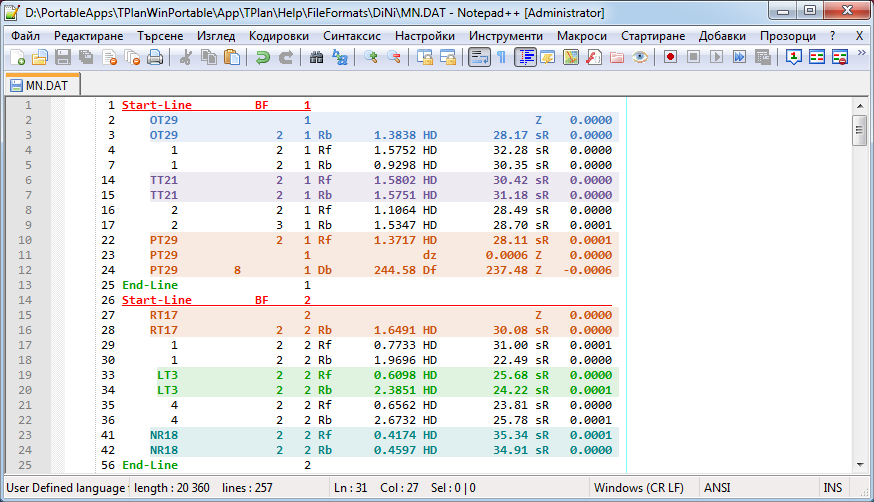 D:\PortableApps\TPlanWinPortable\App\TPlan\Help\FileFormats\DiNi\MN.DAT - Notepad++ [Administrator]
Файл Редактиране Търсене Изглед Кодировки Синтаксис Настройки Инструменти Макроси Стартиране Добавки Прозорци ? X
MN.DAT
1 1 Start-Line BF 1
2 2 OT29 1 Z 0.0000
3 3 OT29 2 1 Rb 1.3838 HD 28.17 sR 0.0000
4 4 1 2 1 Rf 1.5752 HD 32.28 sR 0.0000
5 7 1 2 1 Rb 0.9298 HD 30.35 sR 0.0000
6 14 TT21 2 1 Rf 1.5802 HD 30.42 sR 0.0000
7 15 TT21 2 1 Rb 1.5751 HD 31.18 sR 0.0000
8 16 2 2 1 Rf 1.1064 HD 28.49 sR 0.0000
9 17 2 3 1 Rb 1.5347 HD 28.70 sR 0.0001
10 22 PT29 2 1 Rf 1.3717 HD 28.11 sR 0.0001
11 23 PT29 1 dz 0.0006 Z 0.0000
12 24 PT29 8 1 Db 244.58 Df 237.48 Z -0.0006
13 25 End-Line 1
14 26 Start-Line BF 2
15 27 RT17 2 Z 0.0000
16 28 RT17 2 2 Rb 1.6491 HD 30.08 sR 0.0000
17 29 1 2 2 Rf 0.7733 HD 31.00 sR 0.0001
18 30 1 2 2 Rb 1.9696 HD 22.49 sR 0.0000
19 33 LT3 2 2 Rf 0.6098 HD 25.68 sR 0.0000
20 34 LT3 2 2 Rb 2.3851 HD 24.22 sR 0.0001
21 35 4 2 2 Rf 0.6562 HD 23.81 sR 0.0000
22 36 4 2 2 Rb 2.6732 HD 25.78 sR 0.0000
23 41 NR18 2 2 Rf 0.4174 HD 35.34 sR 0.0001
24 42 NR18 2 2 Rb 0.4597 HD 34.91 sR 0.0000
25 56 End-Line 2
User Defined language length : 20 360 lines : 257 Ln : 31 Col : 27 Sel : 0 | 0 Windows (CR LF) ANSI INS